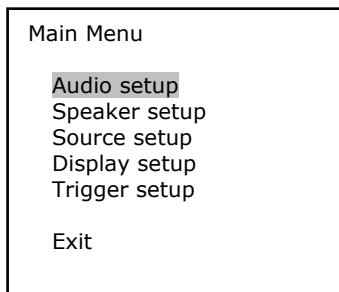 Main Menu
Audio setup
Speaker setup
Source setup
Display setup
Trigger setup
Exit